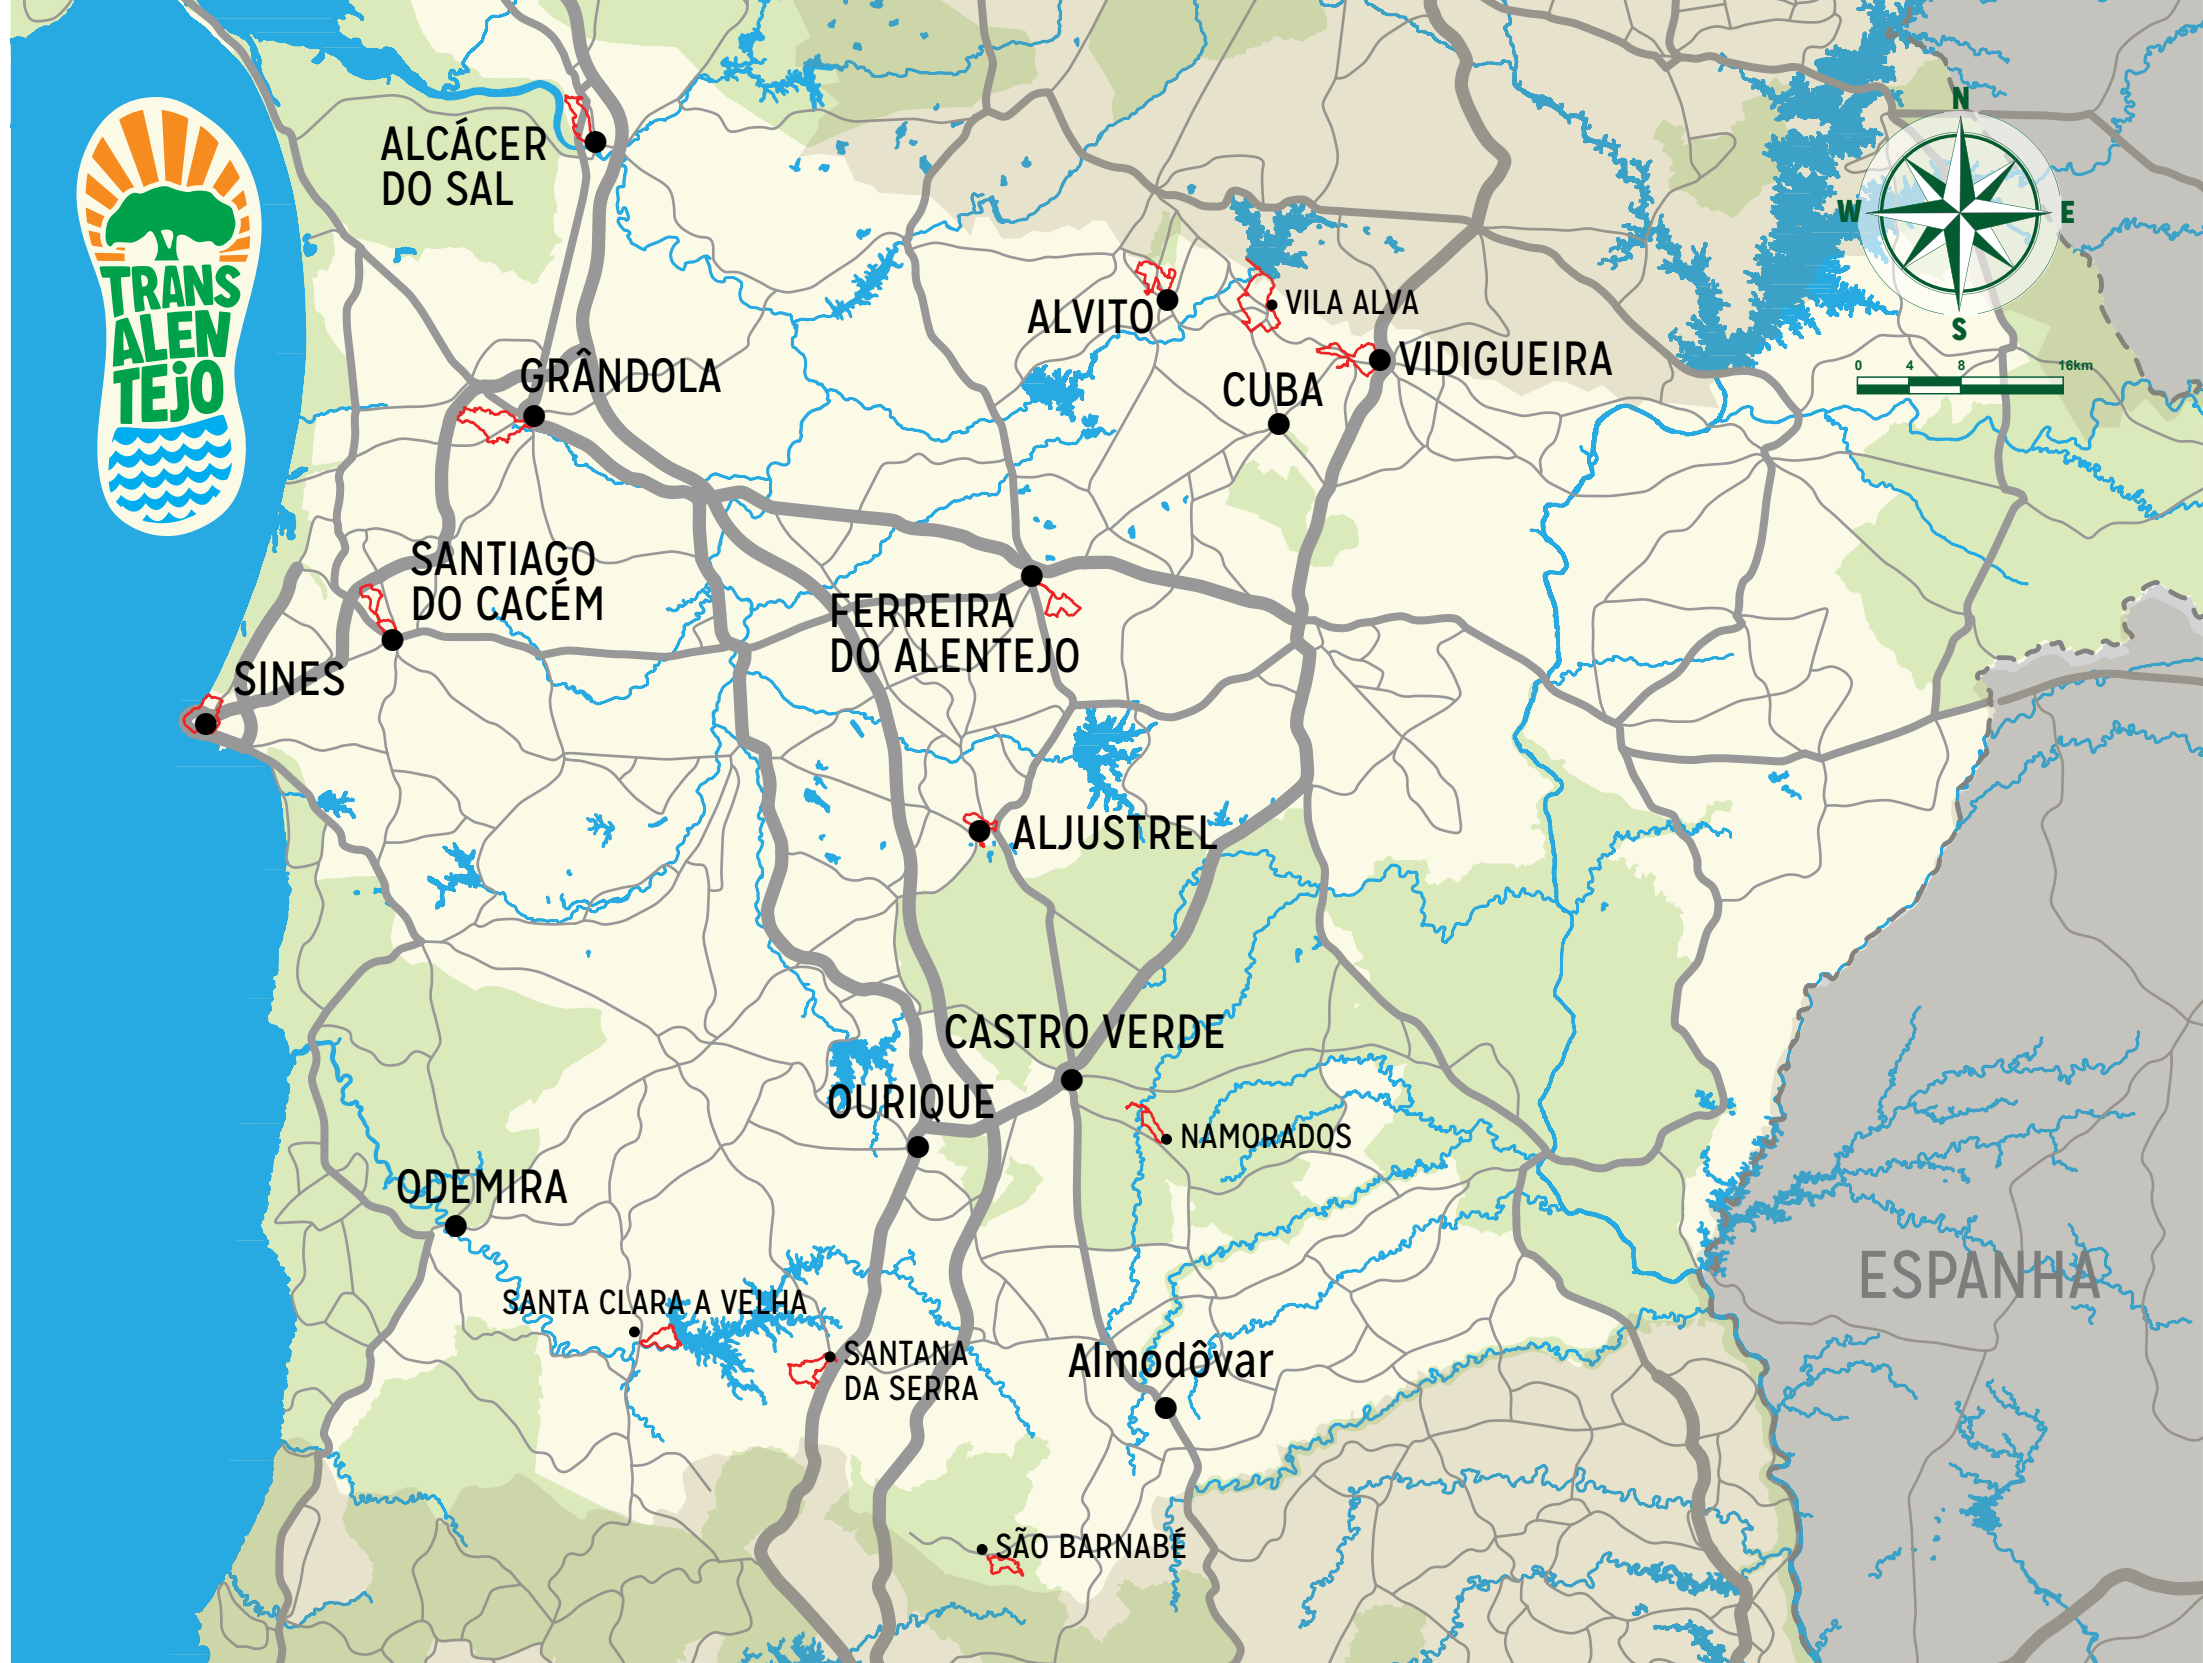 TRANS
ALEN
TEjO
N
W
E
S
0 4 8 16km
ALCÁCER
DO SAL
ALVITO
VILA ALVA
VIDIGUEIRA
CUBA
GRÂNDOLA
SANTIAGO
DO CACÉM
FERREIRA
DO ALENTEJO
SINES
ALJUSTREL
CASTRO VERDE
OURIQUE
NAMORADOS
ODEMIRA
SANTA CLARA A VELHA
SANTANA
DA SERRA
Almodôvar
SÃO BARNABÉ
ESPANHA